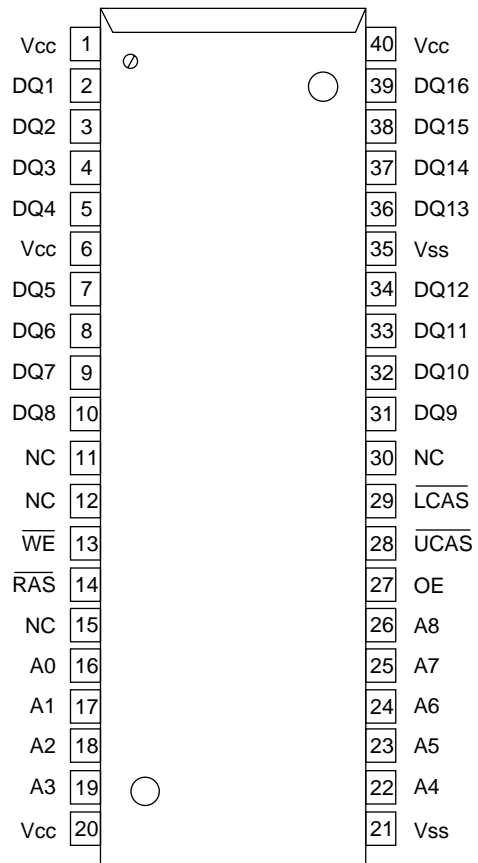 Vcc 1 40 Vcc
DQ1 2 39 DQ16
DQ2 3 38 DQ15
DQ3 4 37 DQ14
DQ4 5 36 DQ13
Vcc 6 35 Vss
DQ5 7 34 DQ12
DQ6 8 33 DQ11
DQ7 9 32 DQ10
DQ8 10 31 DQ9
NC 11 30 NC
NC 12 29 L̅C̅A̅S̅
W̅E̅ 13 28 U̅C̅A̅S̅
R̅A̅S̅ 14 27 OE
NC 15 26 A8
A0 16 25 A7
A1 17 24 A6
A2 18 23 A5
A3 19 22 A4
Vcc 20 21 Vss